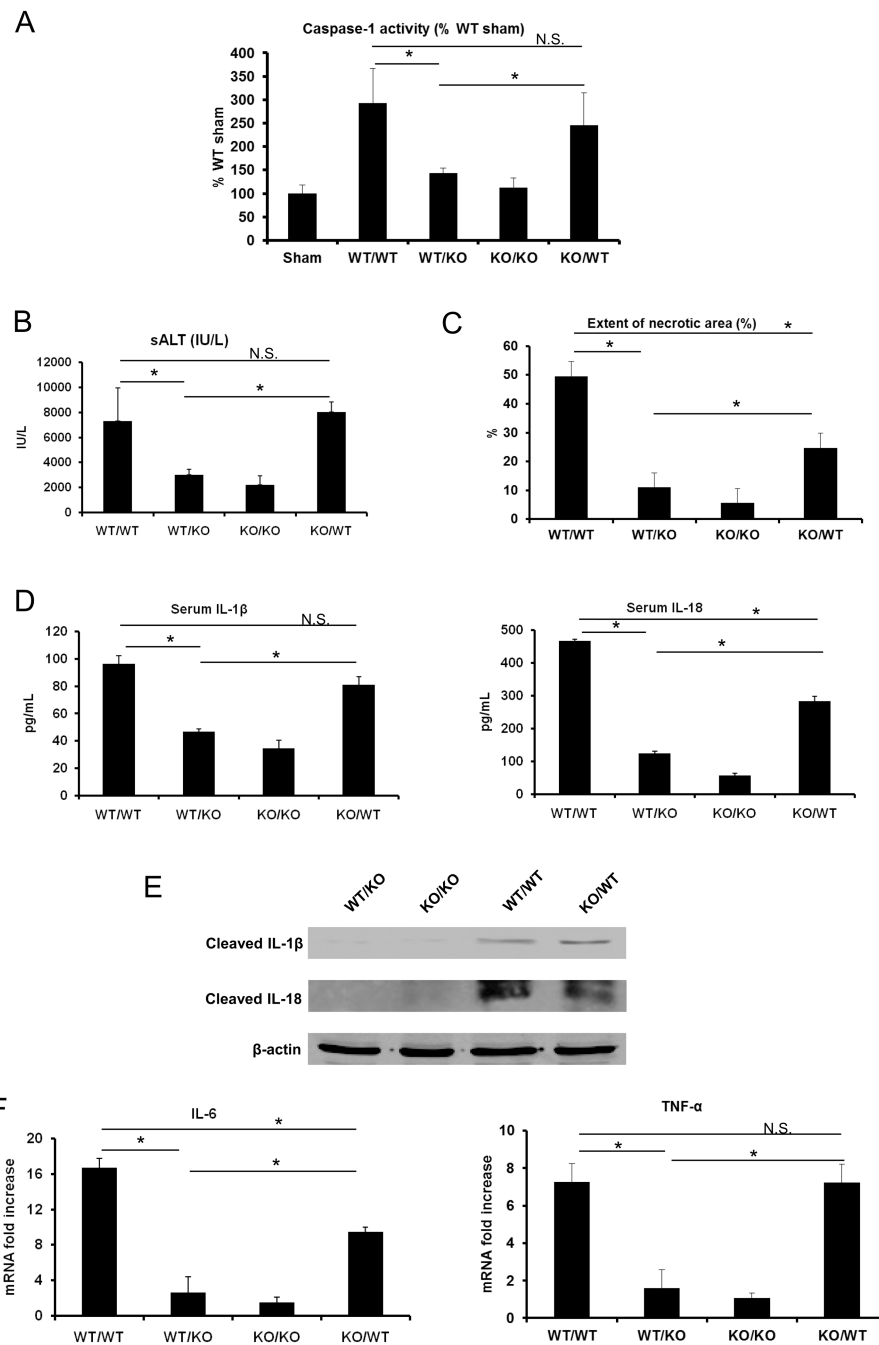 A
Caspase-1 activity (% WT sham)
N.S.
*
*
% WT sham
400
350
300
250
200
150
100
50
0
Sham WT/WT WT/KO KO/KO KO/WT
B
sALT (IU/L)
N.S.
*
*
IU/L
12000
10000
8000
6000
4000
2000
0
WT/WT WT/KO KO/KO KO/WT
C
Extent of necrotic area (%)
*
*
*
%
60
50
40
30
20
10
0
WT/WT WT/KO KO/KO KO/WT
D
Serum IL-1β
N.S.
*
*
pg/mL
120
100
80
60
40
20
0
WT/WT WT/KO KO/KO KO/WT
Serum IL-18
*
*
*
pg/mL
500
400
300
200
100
0
WT/WT WT/KO KO/KO KO/WT
E
WT/KO KO/KO WT/WT KO/WT
Cleaved IL-1β
Cleaved IL-18
β-actin
F
IL-6
*
*
*
mRNA fold increase
20
16
12
8
4
0
WT/WT WT/KO KO/KO KO/WT
TNF-α
N.S.
*
*
mRNA fold increase
10
8
6
4
2
0
WT/WT WT/KO KO/KO KO/WT